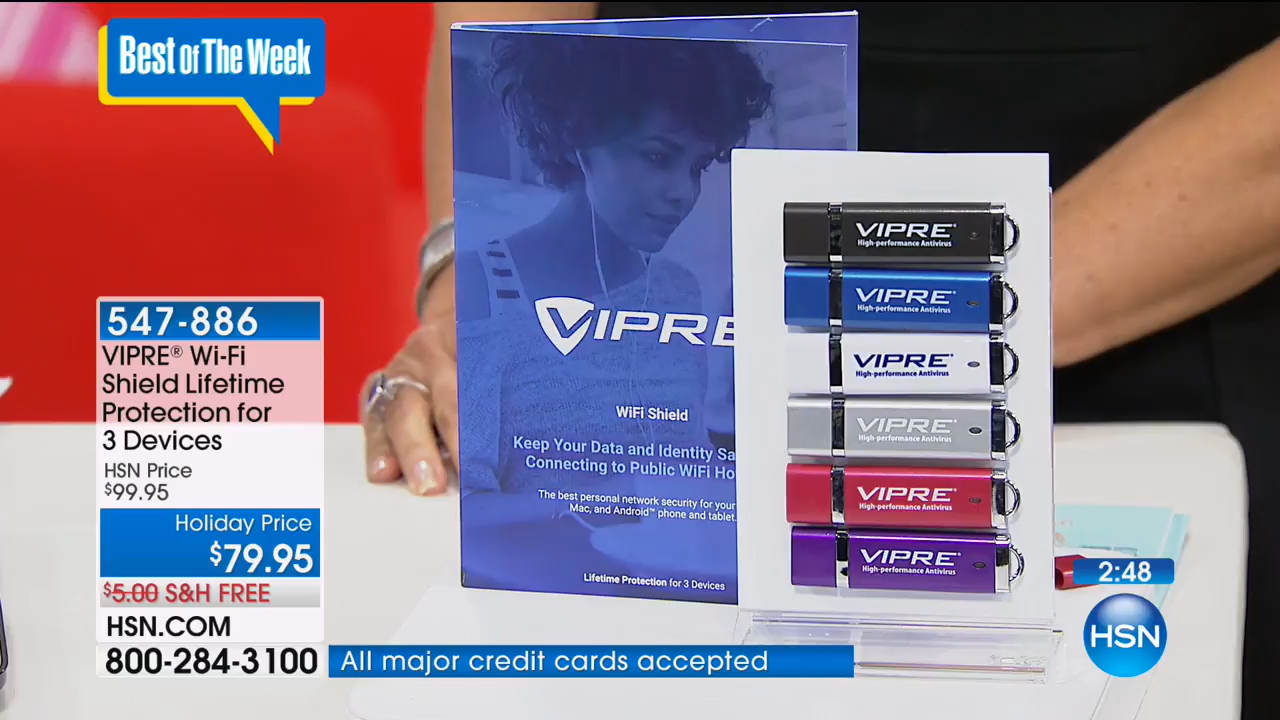 Best of The Week
547-886
VIPRE® Wi-Fi
Shield Lifetime
Protection for
3 Devices
HSN Price
$99.95
Holiday Price
$79.95
$5.00 S&H FREE
HSN.COM
800-284-3100
All major credit cards accepted
VIPRE
WiFi Shield
Keep Your Data and Identity
Connecting to Public WiFi
The best personal network security for your
Mac, and Android™ phone and tablet.
Lifetime Protection for 3 Devices
VIPRE®
High-performance Antivirus
VIPRE®
High-performance Antivirus
VIPRE®
High-performance Antivirus
VIPRE®
High-performance Antivirus
VIPRE®
High-performance Antivirus
VIPRE®
High-performance Antivirus
2:48
HSN